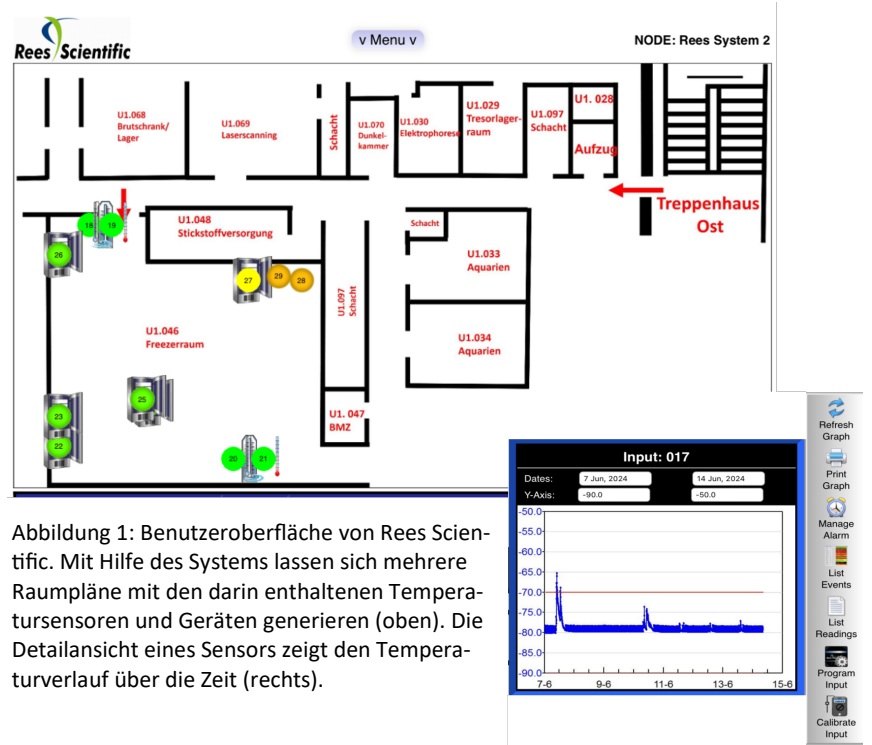 Rees Scientific
v Menu v
NODE: Rees System 2
U1.068
Brutschrank/
Lager
U1.069
Laserscanning
Schacht
U1.070
Dunkel-
kammer
U1.030
Elektrophorese
U1.029
Tresorlager-
raum
U1.097
Schacht
U1. 028
Aufzug
Treppenhaus
Ost
18
19
26
U1.048
Stickstoffversorgung
27
29
28
Schacht
U1.033
Aquarien
U1.097
Schacht
U1.046
Freezerraum
U1.034
Aquarien
25
23
22
U1. 047
BMZ
20
21
Abbildung 1: Benutzeroberfläche von Rees Scien-
tific. Mit Hilfe des Systems lassen sich mehrere
Raumpläne mit den darin enthaltenen Tempera-
tursensoren und Geräten generieren (oben). Die
Detailansicht eines Sensors zeigt den Tempera-
turverlauf über die Zeit (rechts).
Input: 017
Dates: 7 Jun, 2024 14 Jun, 2024
Y-Axis: -90.0 -50.0
-50.0
-55.0
-60.0
-65.0
-70.0
-75.0
-80.0
-85.0
-90.0
7-6 9-6 11-6 13-6 15-6
Refresh
Graph
Print
Graph
Manage
Alarm
List
Events
List
Readings
Program
Input
Calibrate
Input